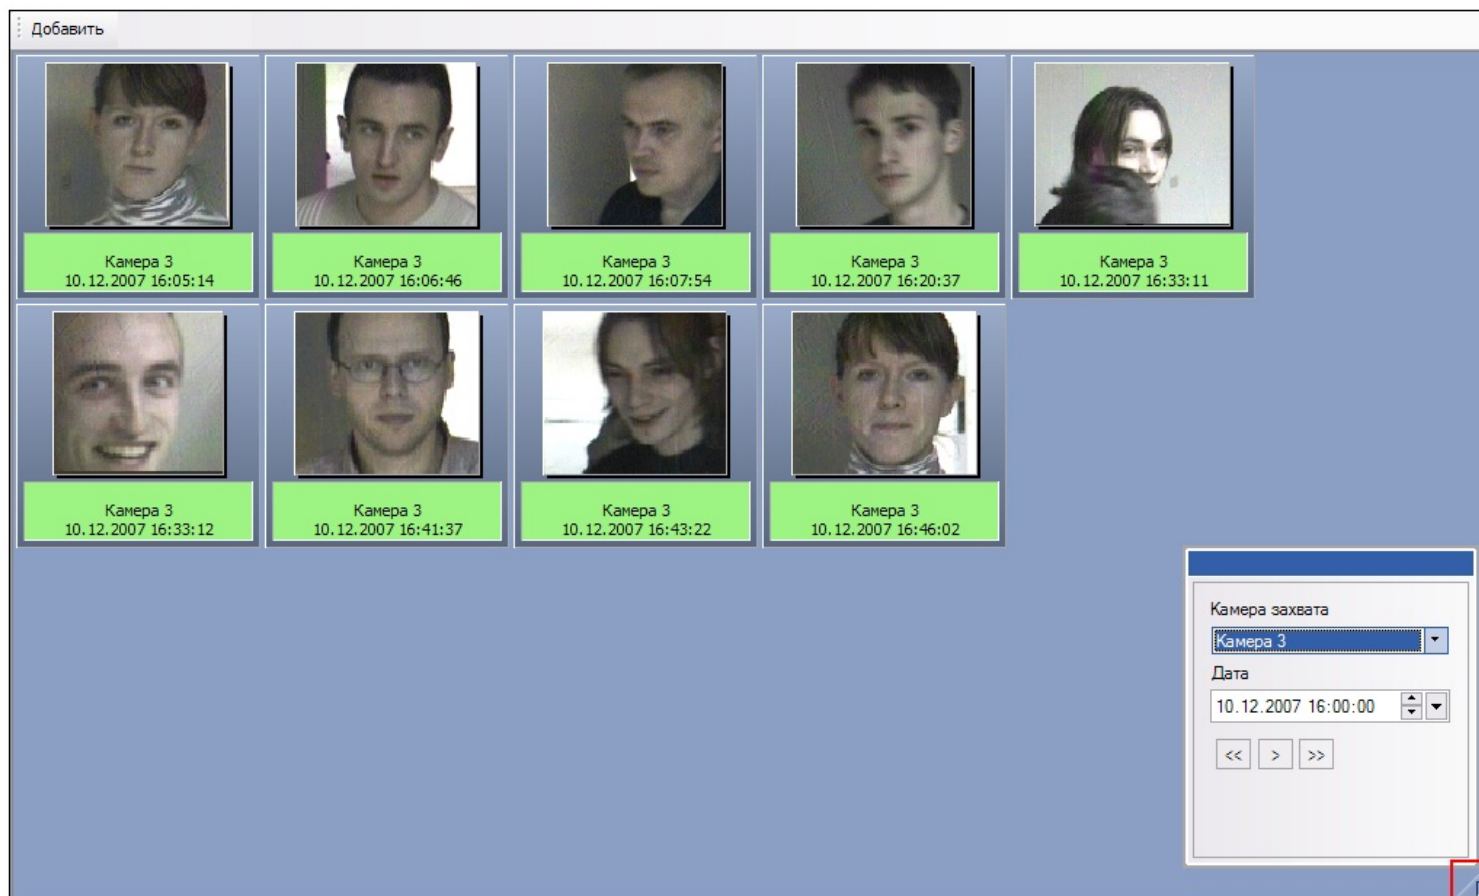 Добавить
Камера 3
10.12.2007 16:05:14
Камера 3
10.12.2007 16:06:46
Камера 3
10.12.2007 16:07:54
Камера 3
10.12.2007 16:20:37
Камера 3
10.12.2007 16:33:11
Камера 3
10.12.2007 16:33:12
Камера 3
10.12.2007 16:41:37
Камера 3
10.12.2007 16:43:22
Камера 3
10.12.2007 16:46:02
Камера захвата
Камера 3
Дата
10.12.2007 16:00:00
<< > >>